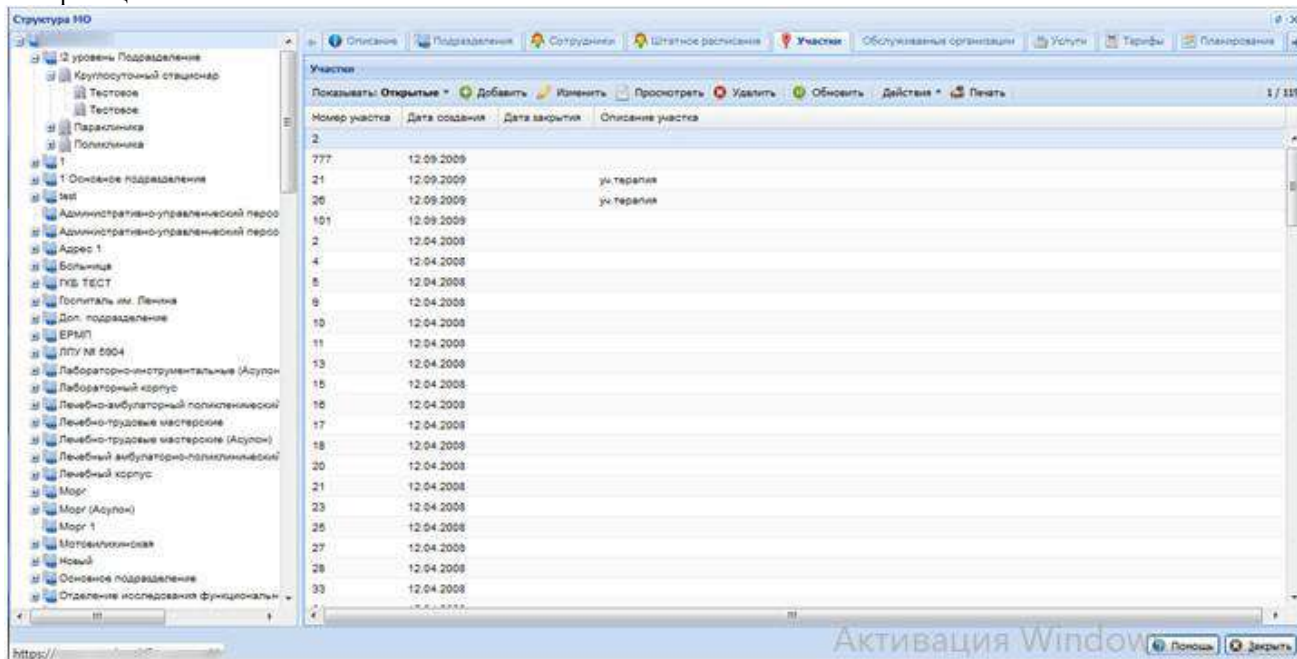 Структура МО
!2 уровень Подразделение
Круглосуточный стационар
Тестовое
Тестовое
Параклиника
Поликлиника
1
1 Основное подразделение
test
Административно-управленческий персо
Административно-управленческий персо
Адрес 1
Больница
ГКБ ТЕСТ
Госпиталь им. Ленина
Доп. подразделение
ЕРМП
ЛПУ № 5904
Лабораторно-инструментальные (Асулон
Лабораторный корпус
Лечебно-амбулаторный поликлинический
Лечебно-трудовые мастерские
Лечебно-трудовые мастерские (Асулон)
Лечебный амбулаторно-поликлинический
Лечебный корпус
Морг
Морг (Асулон)
Морг 1
Мотовилихинская
Новый
Основное подразделение
Отделение исследования функциональн
Описание Подразделения Сотрудники Штатное расписание Участки Обслуживаемые организации Услуги Тарифы Планирование
Участки
Показывать: Открытые Добавить Изменить Просмотреть Удалить Обновить Действия Печать 1 / 115
Номер участка Дата создания Дата закрытия Описание участка
2
777 12.09.2009
21 12.09.2009 уч.терапия
26 12.09.2009 уч.терапия
101 12.09.2009
2 12.04.2008
4 12.04.2008
12.04.2008
12.04.2008
10 12.04.2008
11 12.04.2008
13 12.04.2008
15 12.04.2008
16 12.04.2008
17 12.04.2008
18 12.04.2008
20 12.04.2008
21 12.04.2008
23 12.04.2008
25 12.04.2008
27 12.04.2008
28 12.04.2008
33 12.04.2008
Активация Window
Помощь Закрыть
https://